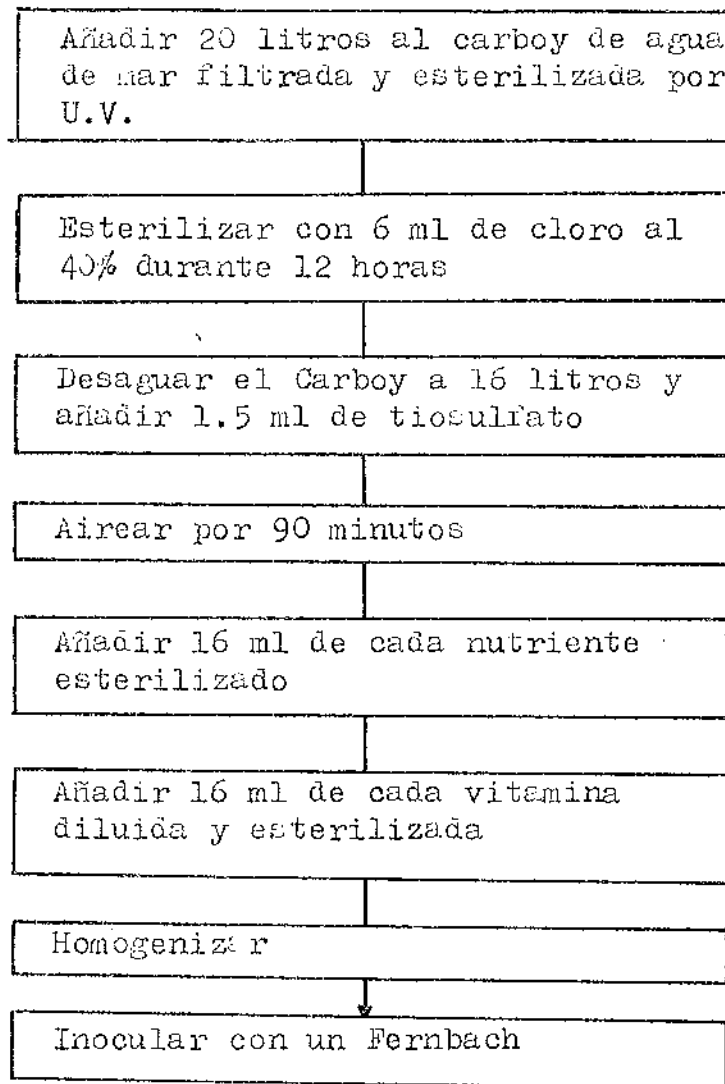 Añadir 20 litros al carboy de agua
de mar filtrada y esterilizada por
U.V.
Esterilizar con 6 ml de cloro al
40% durante 12 horas
Desaguar el Carboy a 16 litros y
añadir 1.5 ml de tiosulfato
Airear por 90 minutos
Añadir 16 ml de cada nutriente
esterilizado
Añadir 16 ml de cada vitamina
diluida y esterilizada
Homogenizar
Inocular con un Fernbach